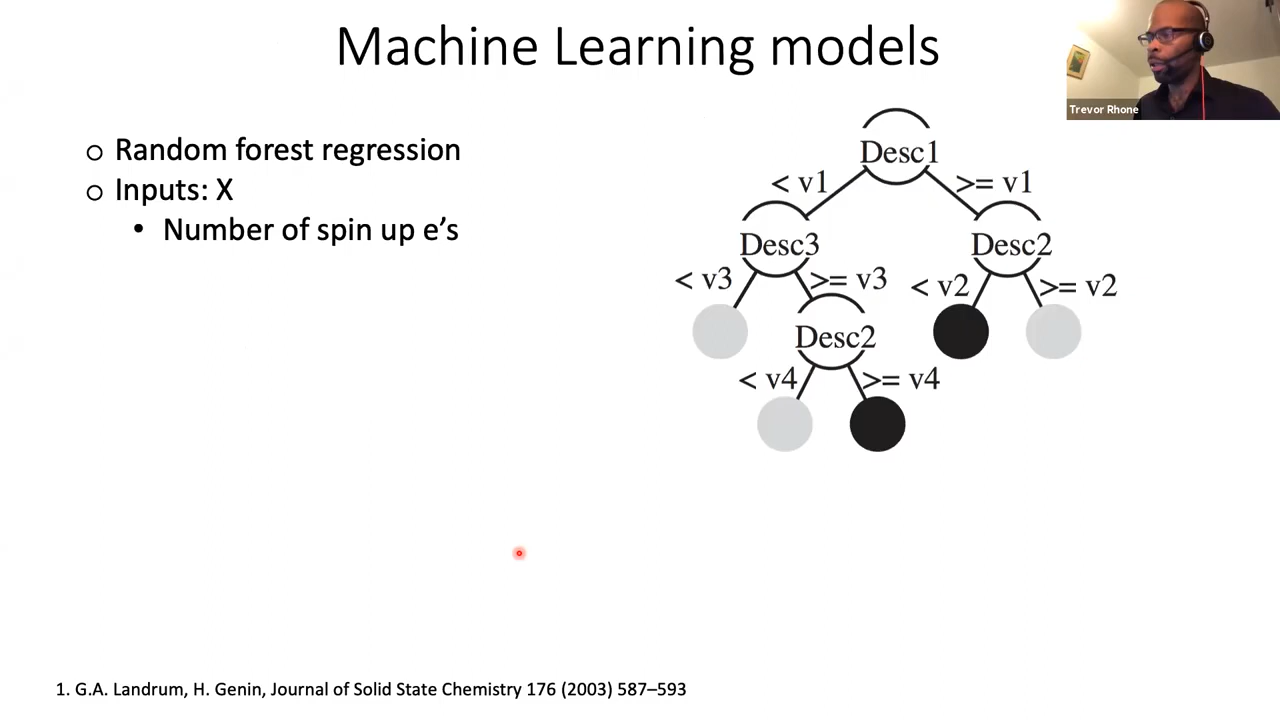 Machine Learning models
Trevor Rhone
○ Random forest regression
○ Inputs: X
• Number of spin up e’s
Desc1
< v1 >= v1
Desc3 Desc2
< v3 >= v3 < v2 >= v2
Desc2
< v4 >= v4
1. G.A. Landrum, H. Genin, Journal of Solid State Chemistry 176 (2003) 587–593